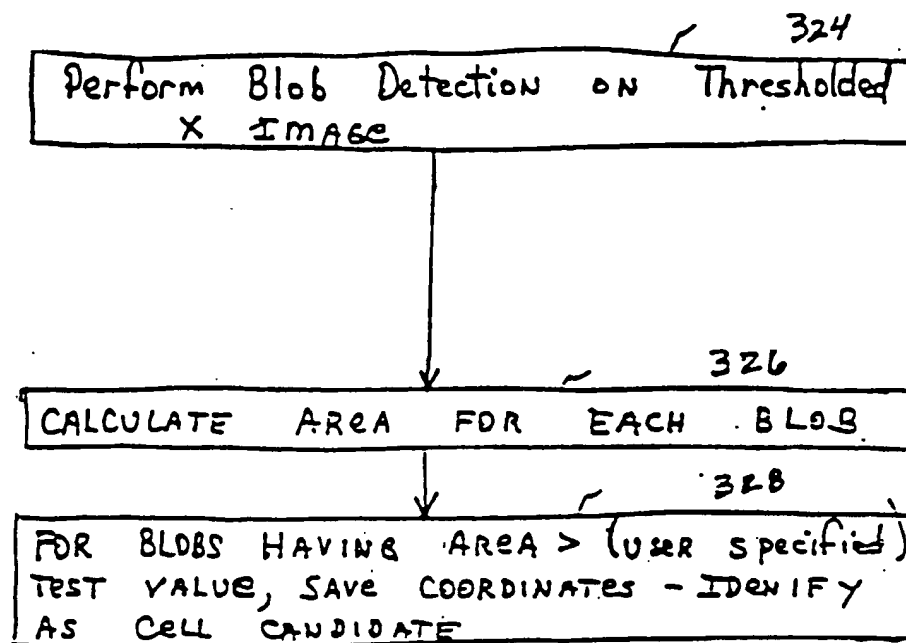 324
Perform Blob Detection on Thresholded
X Image
326
CALCULATE AREA FOR EACH BLOB
328
FOR BLOBS HAVING AREA > (user specified)
TEST VALUE, SAVE COORDINATES - IDENIFY
AS CELL CANDIDATE